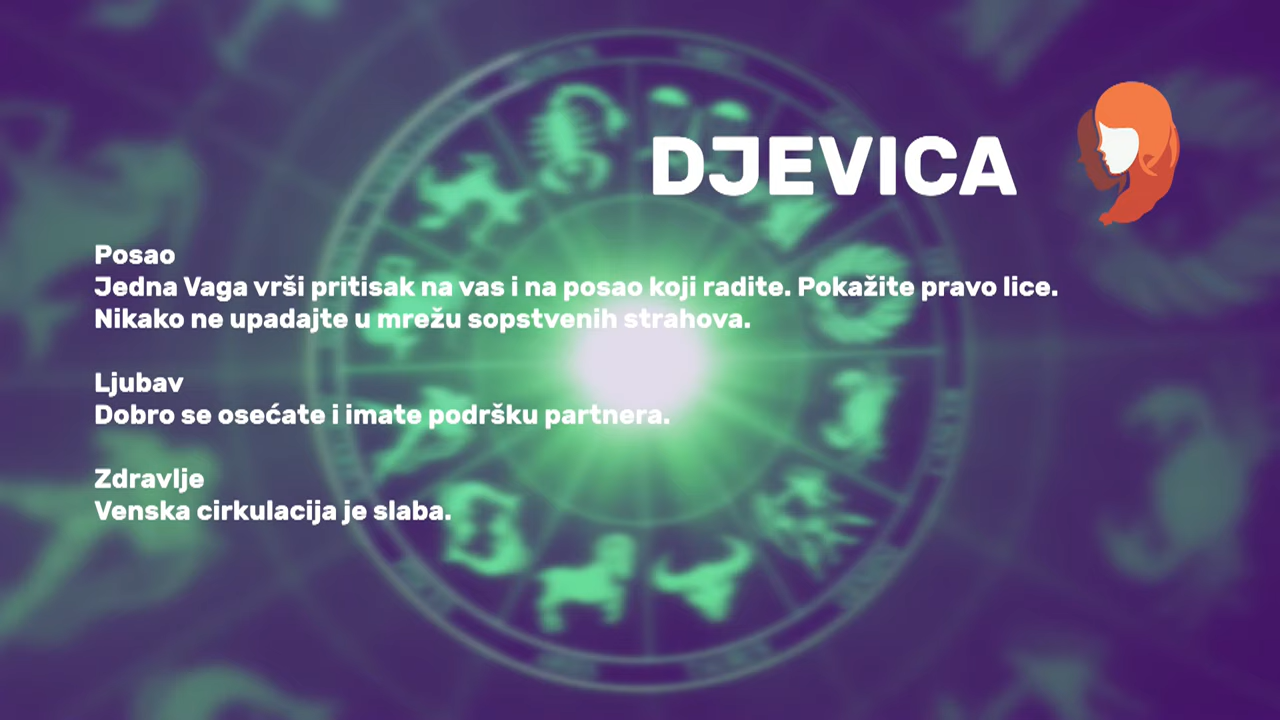 DJEVICA
Posao
Jedna Vaga vrši pritisak na vas i na posao koji radite. Pokažite pravo lice.
Nikako ne upadajte u mrežu sopstvenih strahova.
Ljubav
Dobro se osećate i imate podršku partnera.
Zdravlje
Venska cirkulacija je slaba.